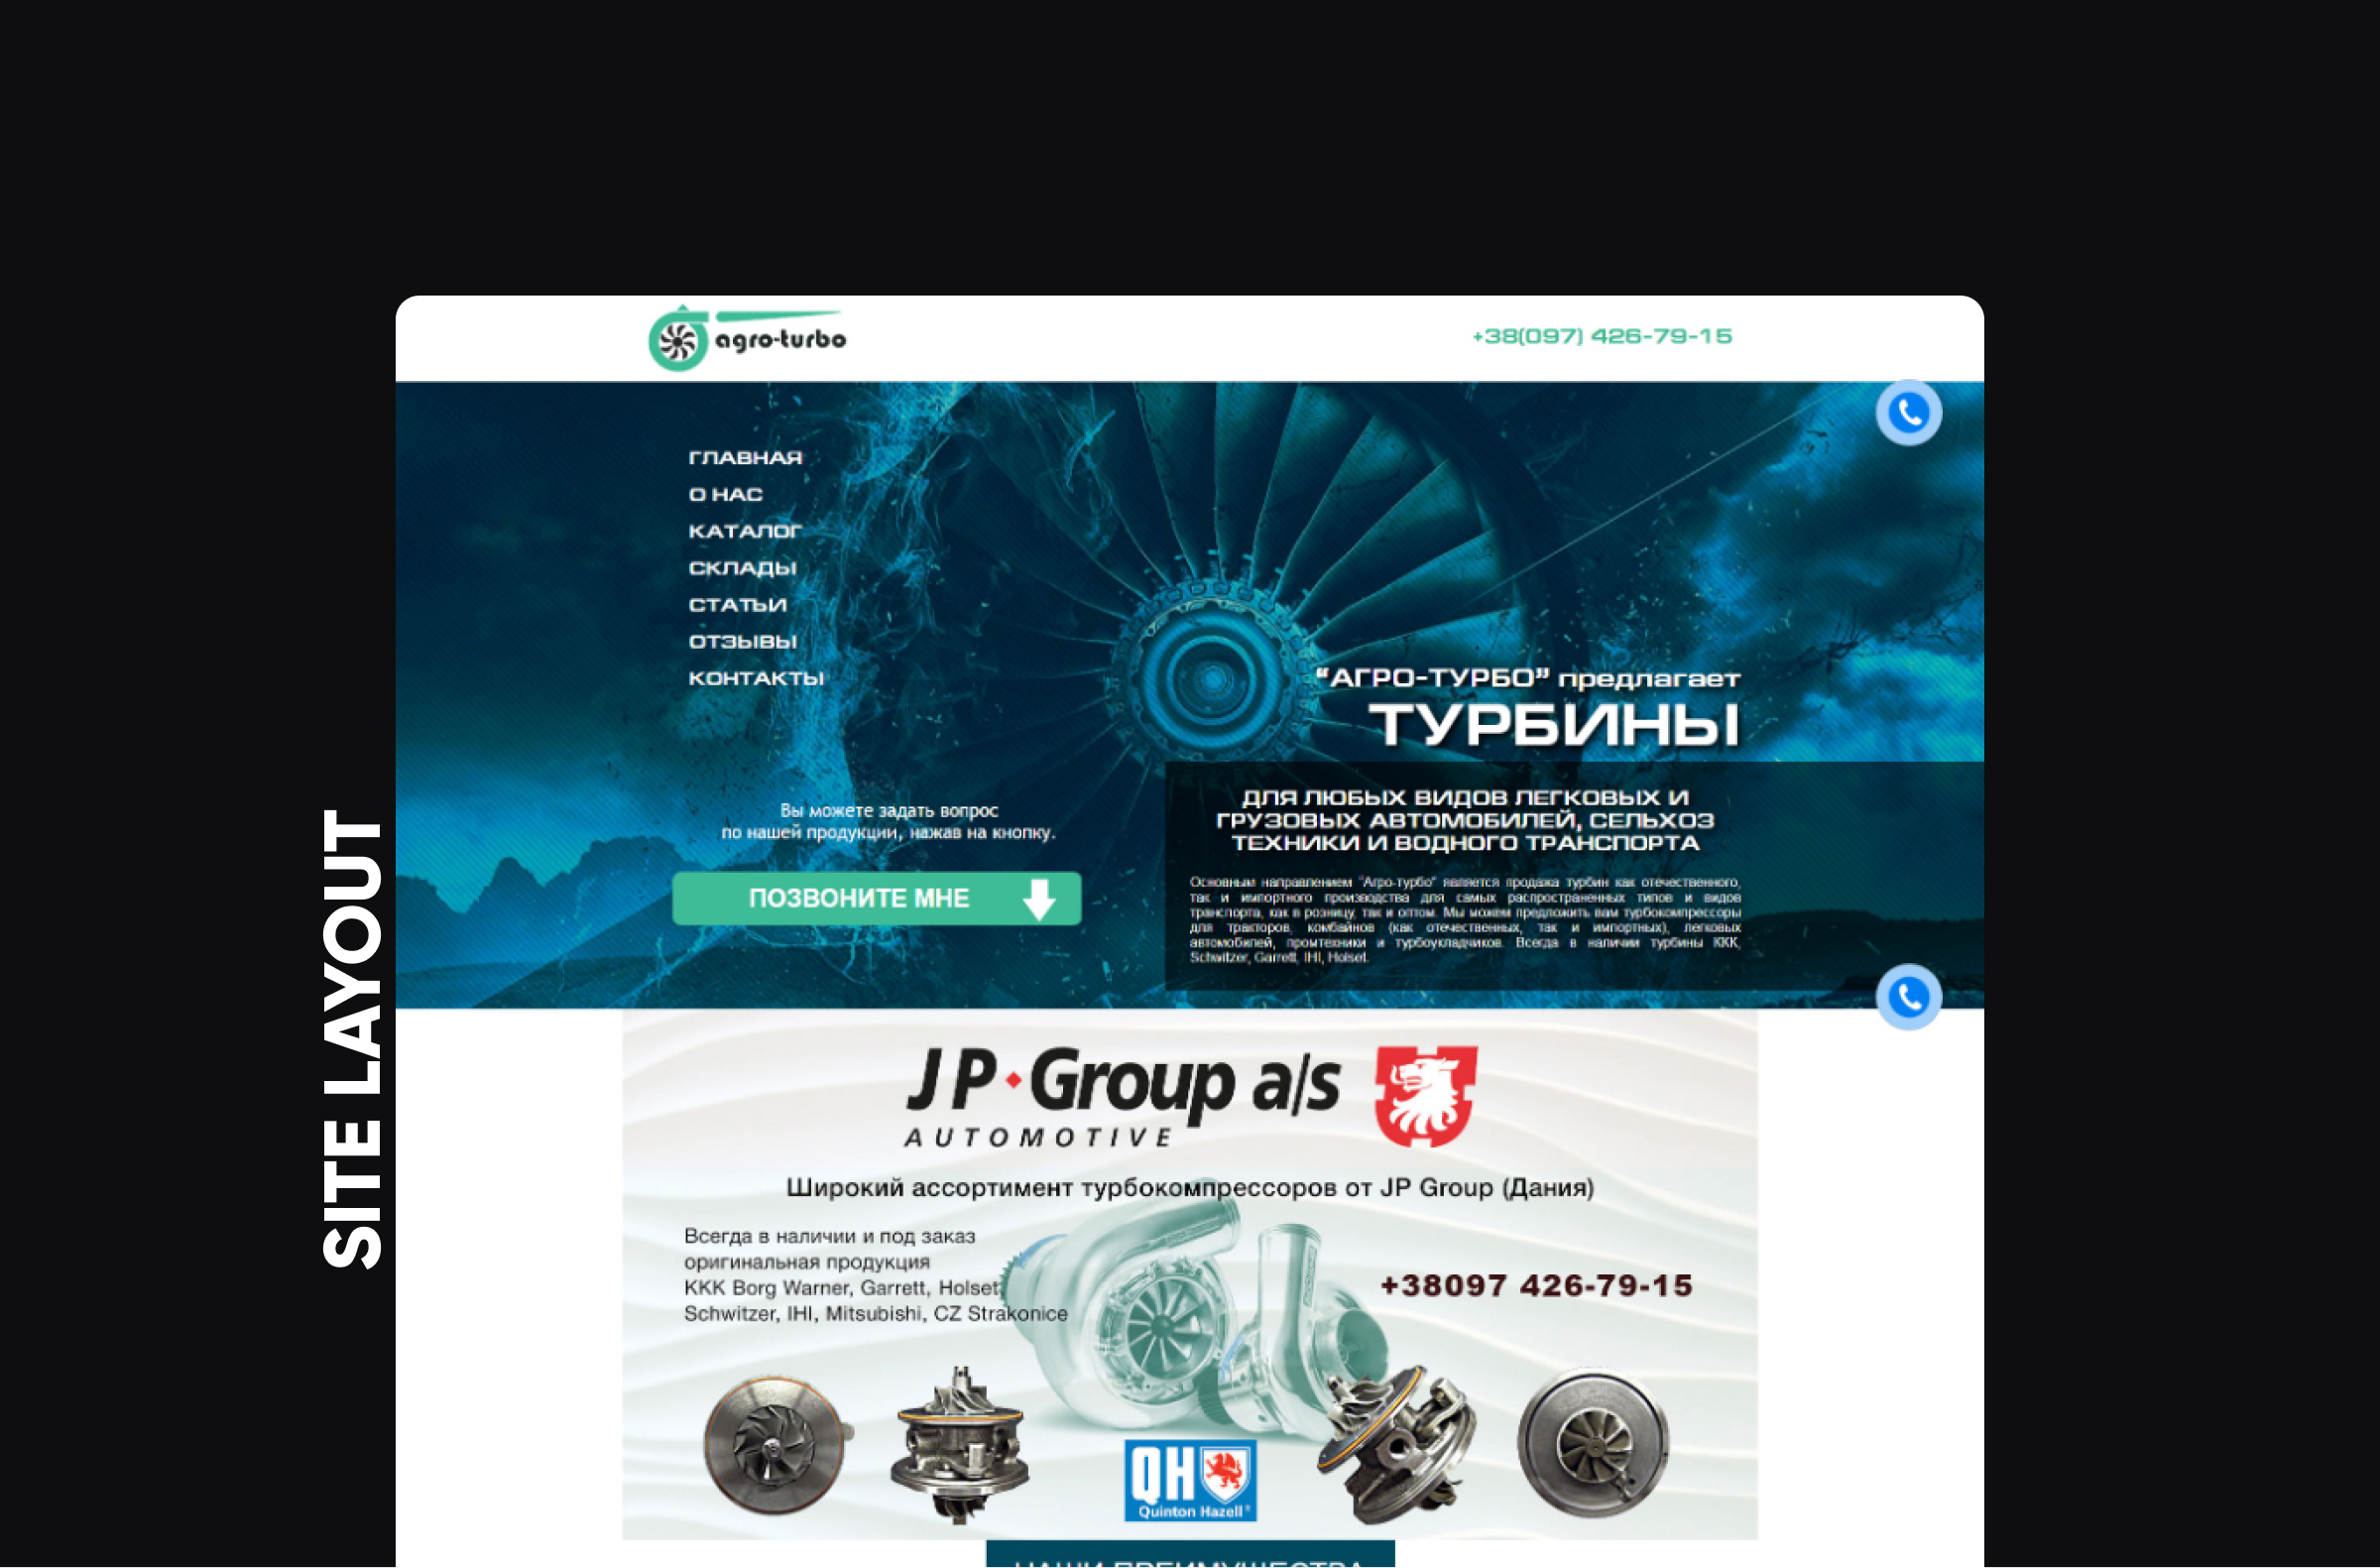 SITE LAYOUT
agro-turbo
+38(097) 426-79-15
ГЛАВНАЯ
О НАС
КАТАЛОГ
СКЛАДЫ
СТАТЬИ
ОТЗЫВЫ
КОНТАКТЫ
“АГРО-ТУРБО” предлагает
ТУРБИНЫ
Вы можете задать вопрос
по нашей продукции, нажав на кнопку.
ПОЗВОНИТЕ МНЕ
ДЛЯ ЛЮБЫХ ВИДОВ ЛЕГКОВЫХ И
ГРУЗОВЫХ АВТОМОБИЛЕЙ, СЕЛЬХОЗ
ТЕХНИКИ И ВОДНОГО ТРАНСПОРТА
Основным направлением "Агро-турбо" является продажа турбин как отечественного,
так и импортного производства для самых распространенных типов и видов
транспорта, как в розницу, так и оптом. Мы можем предложить вам турбокомпрессоры
для тракторов, комбайнов (как отечественных, так и импортных), легковых
автомобилей, промтехники и турбоукладчиков. Всегда в наличии турбины ККК,
Schwitzer, Garrett, IHI, Holset.
JP Group a/s
AUTOMOTIVE
Широкий ассортимент турбокомпрессоров от JP Group (Дания)
Всегда в наличии и под заказ
оригинальная продукция
KKK Borg Warner, Garrett, Holset,
Schwitzer, IHI, Mitsubishi, CZ Strakonice
+38097 426-79-15
QH
Quinton Hazell®
НАШИ ПРЕИМУЩЕСТВА